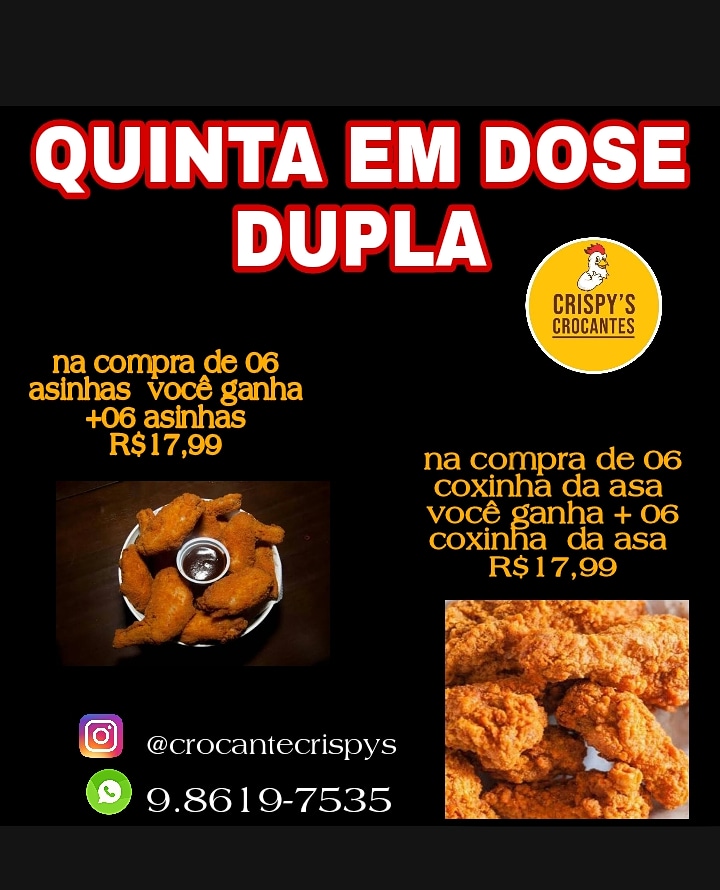 QUINTA EM DOSE
DUPLA
CRISPY'S
CROCANTES
na compra de 06
asinhas você ganha
+06 asinhas
R$17,99
na compra de 06
coxinha da asa
você ganha + 06
coxinha da asa
R$17,99
@crocantecrispys
9.8619-7535